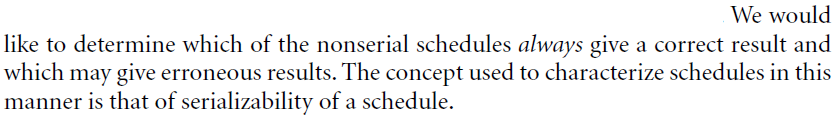 We would
like to determine which of the nonserial schedules always give a correct result and
which may give erroneous results. The concept used to characterize schedules in this
manner is that of serializability of a schedule.